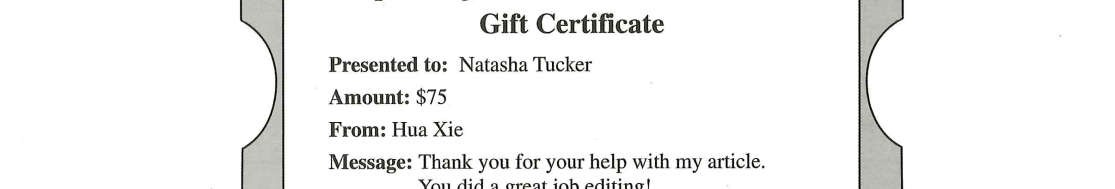 Gift Certificate
Presented to: Natasha Tucker
Amount: $75
From: Hua Xie
Message: Thank you for your help with my article.
You did a great job editing!